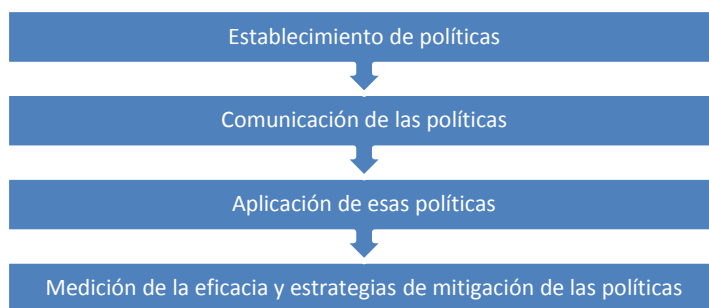 Establecimiento de políticas
Comunicación de las políticas
Aplicación de esas políticas
Medición de la eficacia y estrategias de mitigación de las políticas